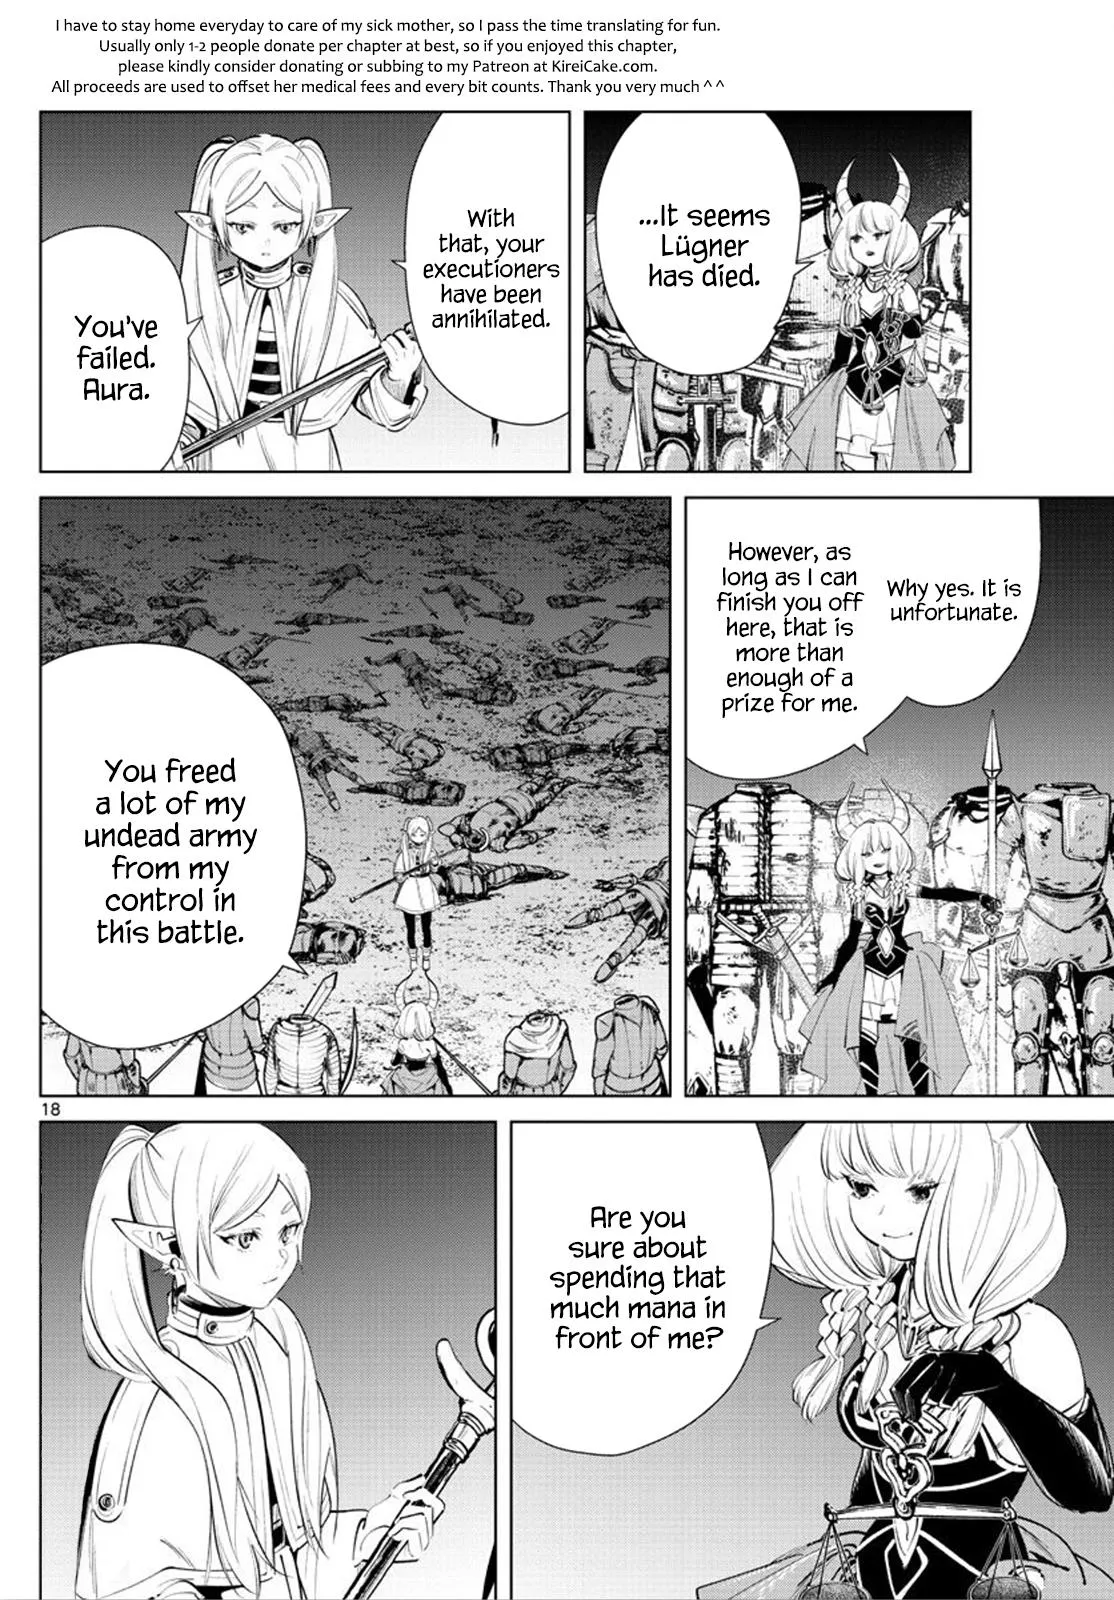 I have to stay home everyday to care of my sick mother, so I pass the time translating for fun.
Usually only 1-2 people donate per chapter at best, so if you enjoyed this chapter,
please kindly consider donating or subbing to my Patreon at KireiCake.com.
All proceeds are used to offset her medical fees and every bit counts. Thank you very much ^ ^
...It seems
Lügner
has died.
With
that, your
executioners
have been
annihilated.
You've
failed.
Aura.
Why yes. It is
unfortunate.
However, as
long as I can
finish you off
here, that is
more than
enough of a
prize for me.
You freed
a lot of my
undead army
from my
control in
this battle.
18
Are you
sure about
spending that
much mana in
front of me?